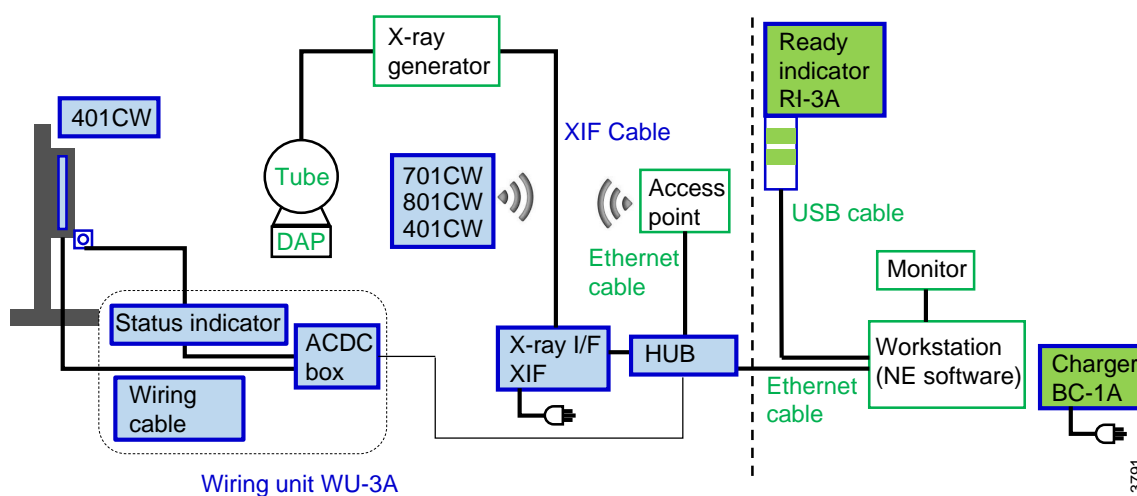 X-ray
generator
Ready
indicator
RI-3A
401CW
XIF Cable
Tube
DAP
701CW
801CW
401CW
Access
point
USB cable
Ethernet
cable
Monitor
Status indicator
ACDC
box
Wiring
cable
X-ray I/F
XIF
HUB
Workstation
(NE software)
Ethernet
cable
Charger
BC-1A
Wiring unit WU-3A
3791